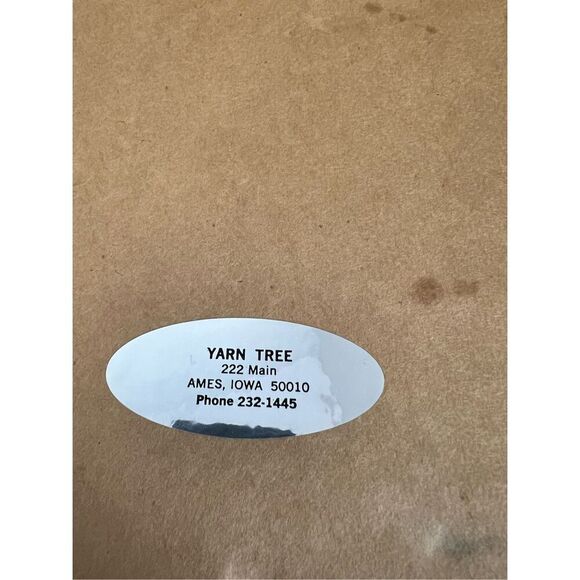 YARN TREE
222 Main
AMES, IOWA 50010
Phone 232-1445